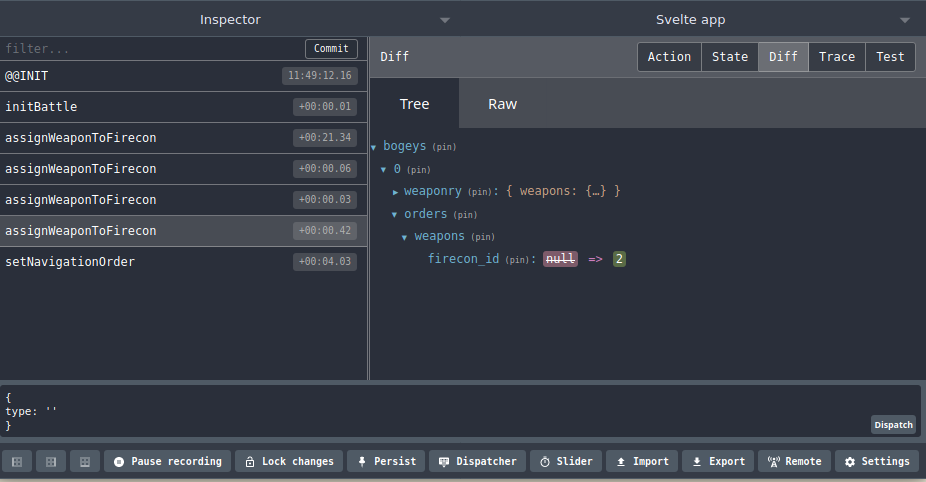 Inspector
Svelte app
filter...
Commit
@@INIT 11:49:12.16
initBattle +00:00.01
assignWeaponToFirecon +00:21.34
assignWeaponToFirecon +00:00.06
assignWeaponToFirecon +00:00.03
assignWeaponToFirecon +00:00.42
setNavigationOrder +00:04.03
Diff
Action State Diff Trace Test
Tree Raw
bogeys (pin)
0 (pin)
weaponry (pin): { weapons: {…} }
orders (pin)
weapons (pin)
firecon_id (pin): null => 2
{
type: ''
}
Dispatch
Pause recording Lock changes Persist Dispatcher Slider Import Export Remote Settings